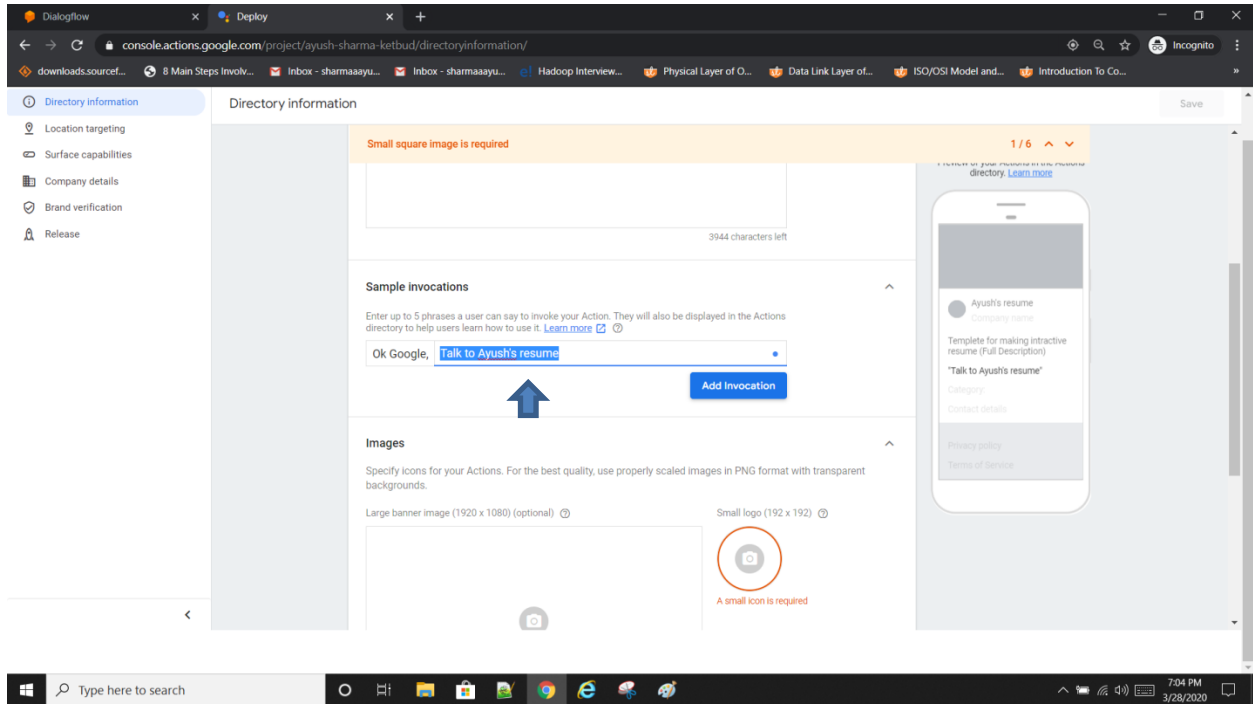 Dialogflow
Deploy
console.actions.google.com/project/ayush-sharma-ketbud/directoryinformation/
Incognito
downloads.sourcef...
8 Main Steps Involv...
Inbox - sharmaaayu...
Inbox - sharmaaayu...
Hadoop Interview...
Physical Layer of O...
Data Link Layer of...
ISO/OSI Model and...
Introduction To Co...
»
Directory information
Location targeting
Surface capabilities
Company details
Brand verification
Release
Directory information
Save
Small square image is required
1 / 6
Preview of your Actions in the Actions
directory. Learn more
3944 characters left
Sample invocations
Enter up to 5 phrases a user can say to invoke your Action. They will also be displayed in the Actions
directory to help users learn how to use it. Learn more
Ok Google, Talk to Ayush's resume
Add Invocation
Images
Specify icons for your Actions. For the best quality, use properly scaled images in PNG format with transparent
backgrounds.
Large banner image (1920 x 1080) (optional)
Small logo (192 x 192)
A small icon is required
Ayush's resume
Company name
Templete for making intractive
resume (Full Description)
"Talk to Ayush's resume"
Category
Contact details
Privacy policy
Terms of Service
Type here to search
7:04 PM
3/28/2020